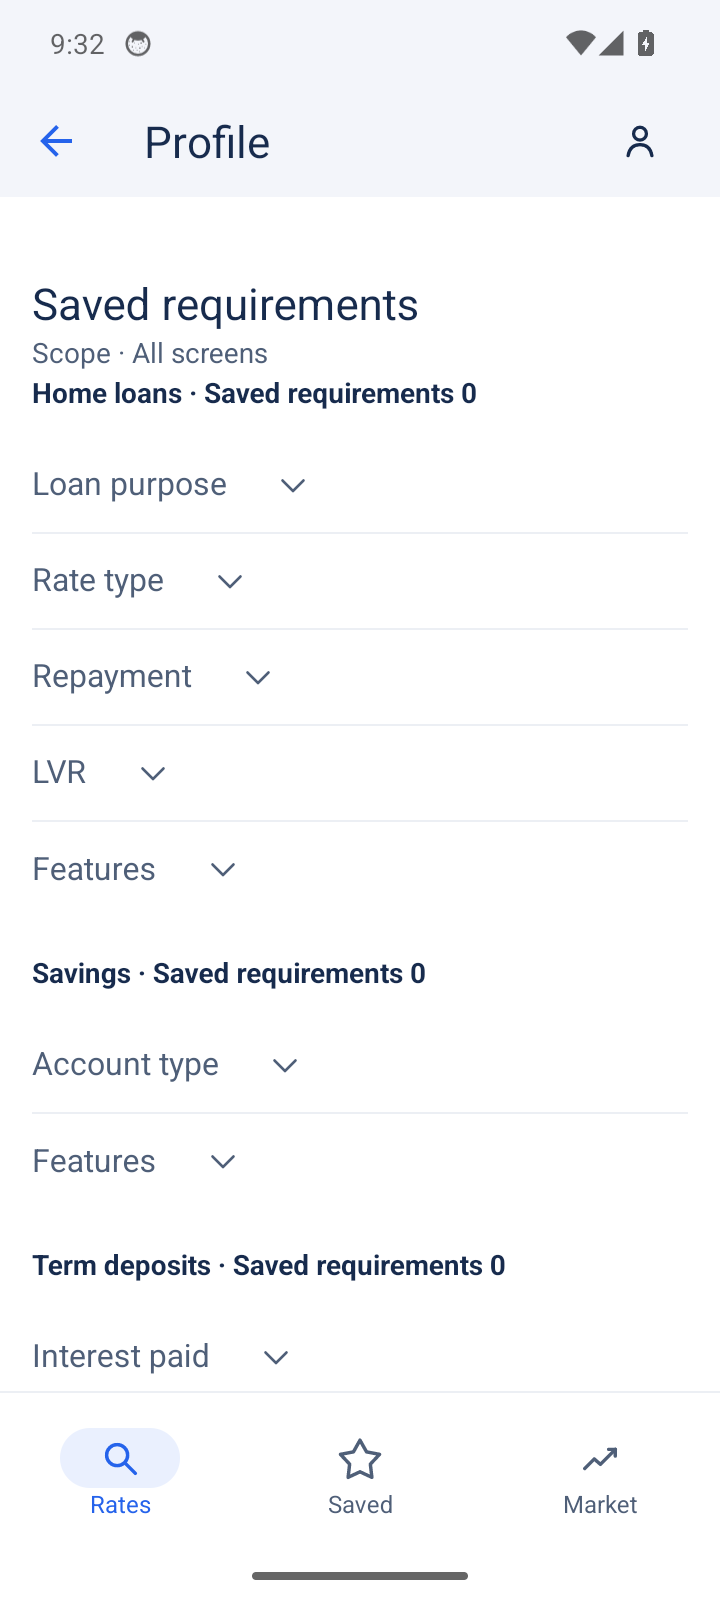 9:32
Profile
Saved requirements
Scope · All screens
Home loans · Saved requirements 0
Loan purpose
Rate type
Repayment
LVR
Features
Savings · Saved requirements 0
Account type
Features
Term deposits · Saved requirements 0
Interest paid
Rates
Saved
Market